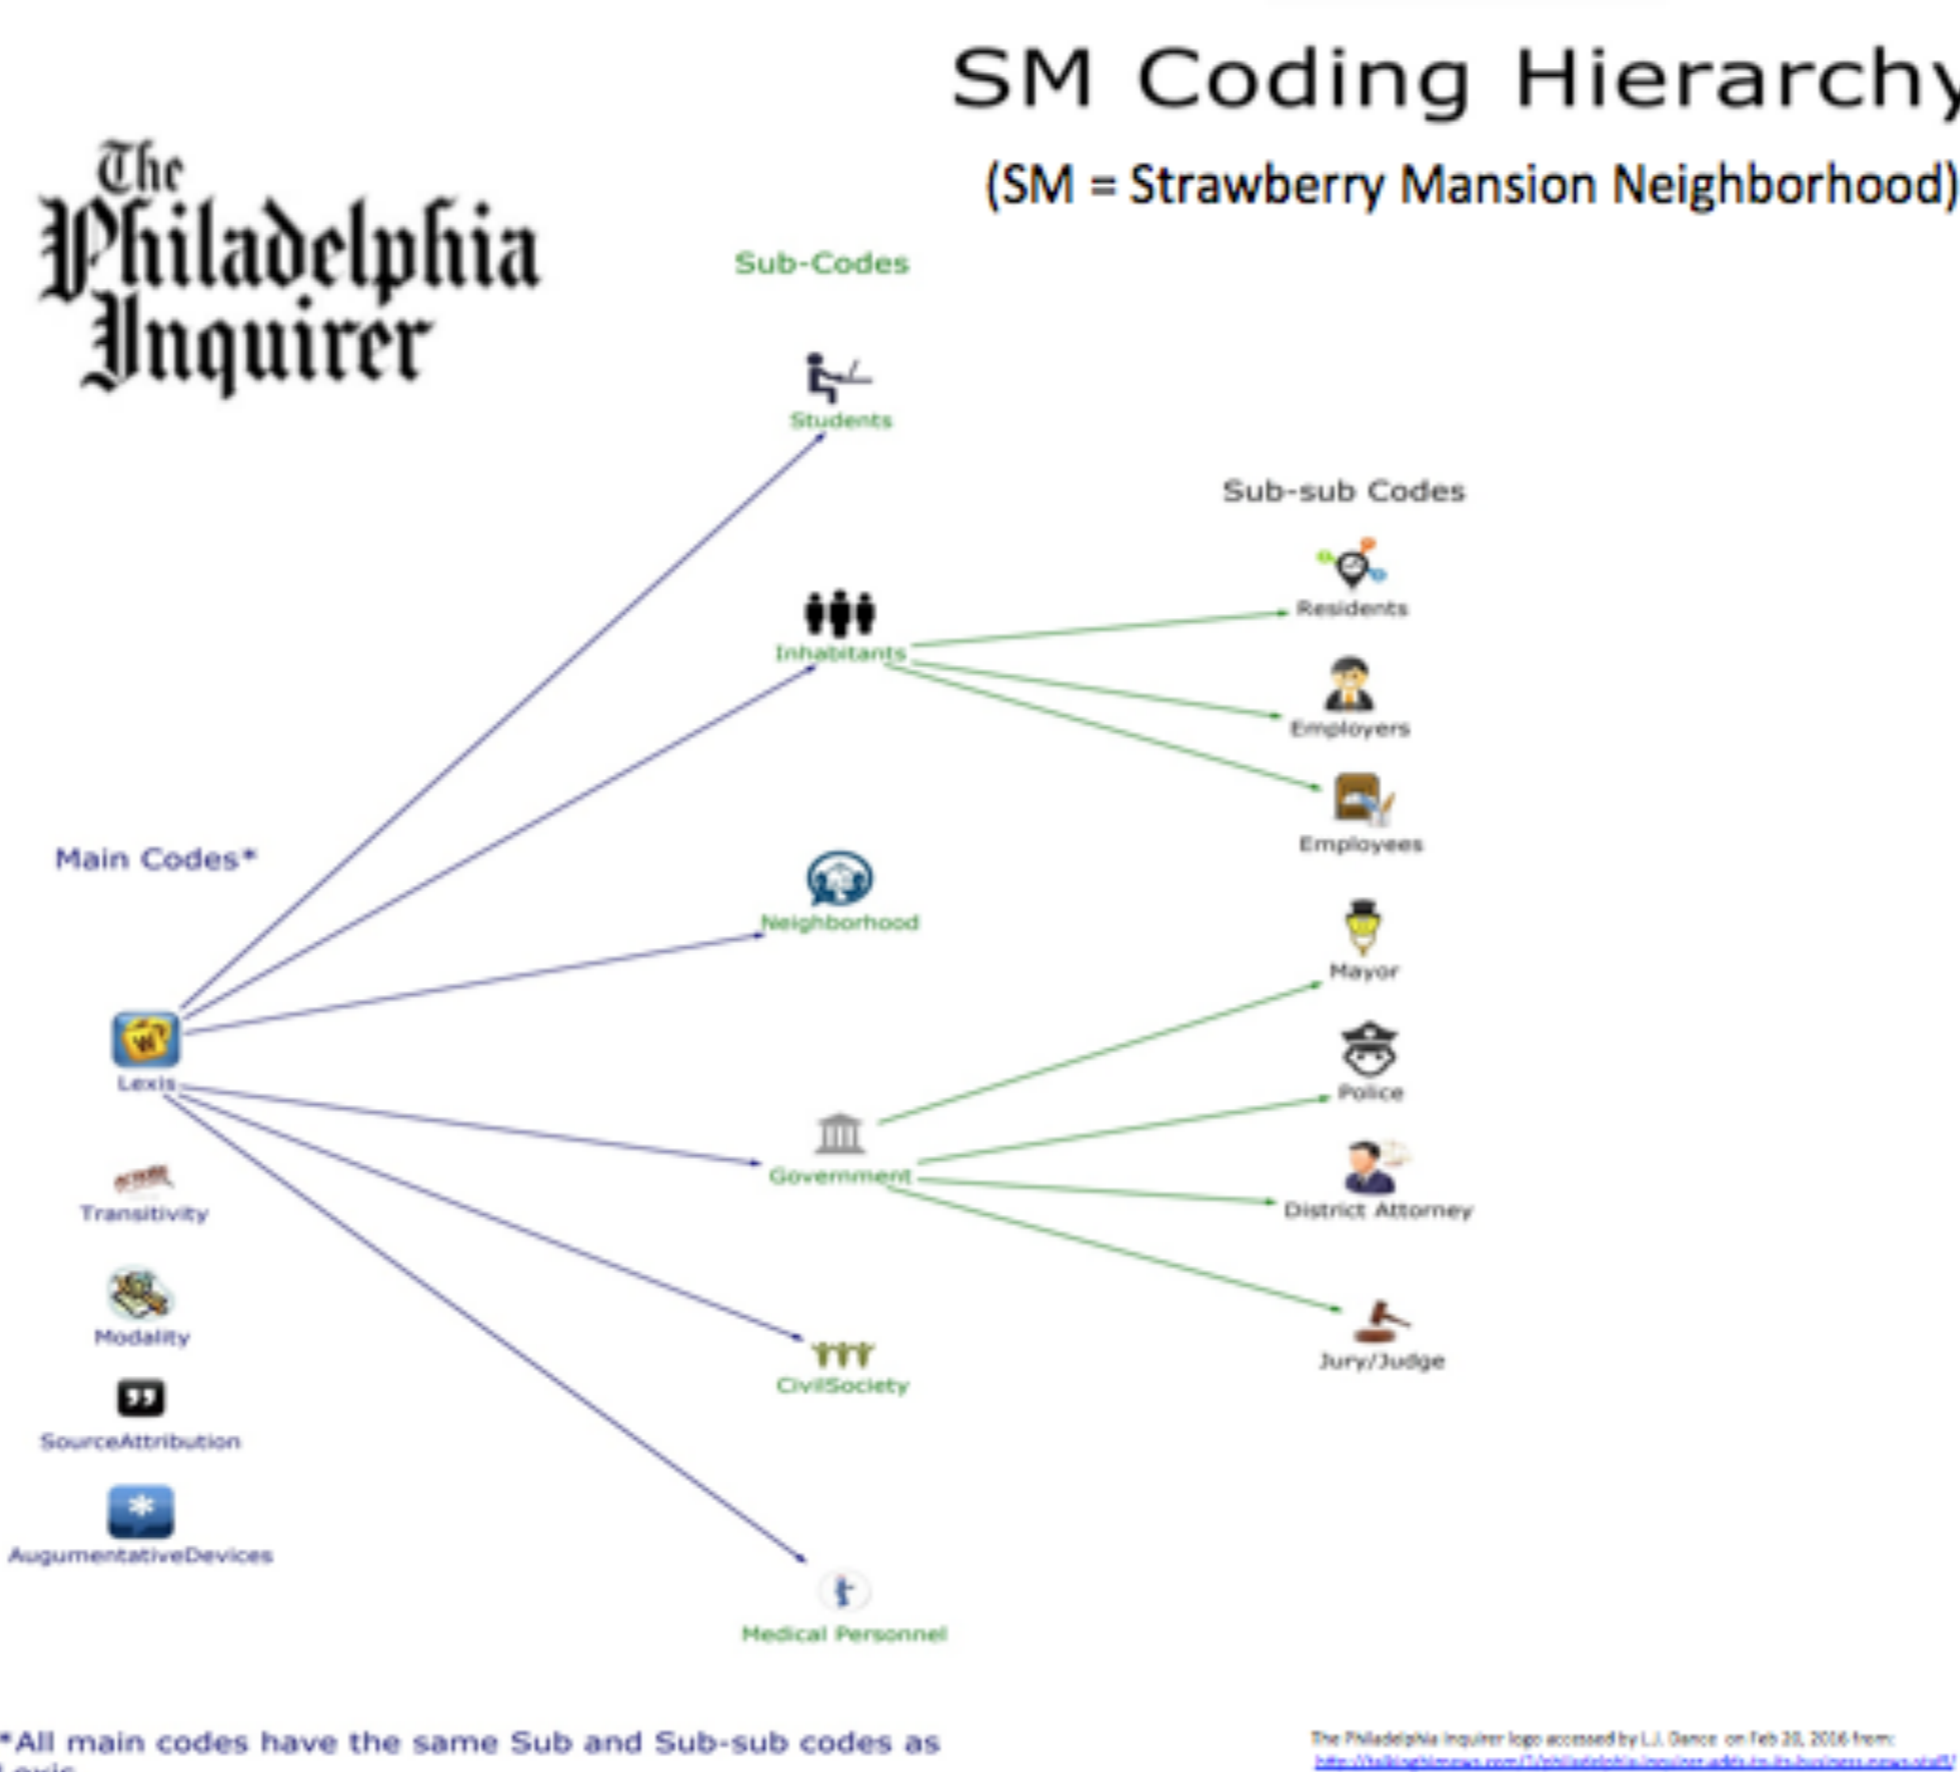 SM Coding Hierarchy
(SM = Strawberry Mansion Neighborhood)
The
Philadelphia
Inquirer
Sub-Codes
Students
Sub-sub Codes
Residents
Inhabitants
Employers
Employees
Main Codes*
Neighborhood
Mayor
Lexis
Police
Government
District Attorney
Transitivity
Modality
Jury/Judge
CivilSociety
SourceAttribution
AugumentativeDevices
Medical Personnel
*All main codes have the same Sub and Sub-sub codes as
Lexis
The Philadelphia Inquirer logo accessed by L.J. Dance on Feb 20, 2016 from: